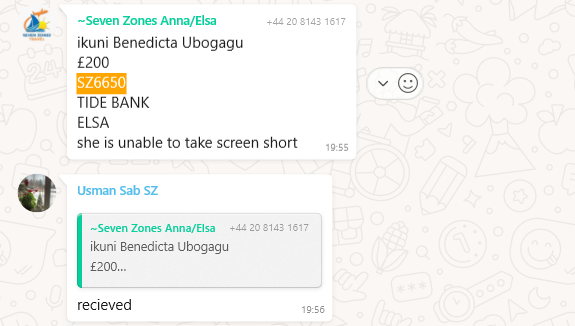 ~Seven Zones Anna/Elsa +44 20 8143 1617
ikuni Benedicta Ubogagu
£200
SZ6650
TIDE BANK
ELSA
she is unable to take screen short
19:55
Usman Sab SZ
~Seven Zones Anna/Elsa +44 20 8143 1617
ikuni Benedicta Ubogagu
£200...
recieved
19:56